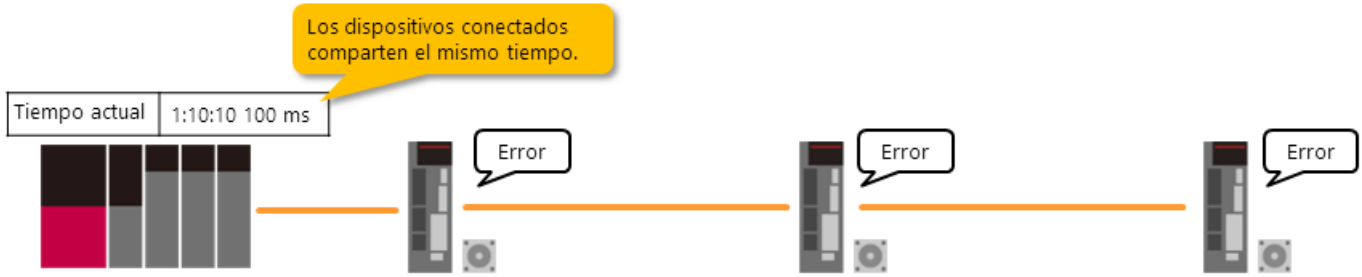 Los dispositivos conectados
comparten el mismo tiempo.
Tiempo actual 1:10:10 100 ms
Error Error Error